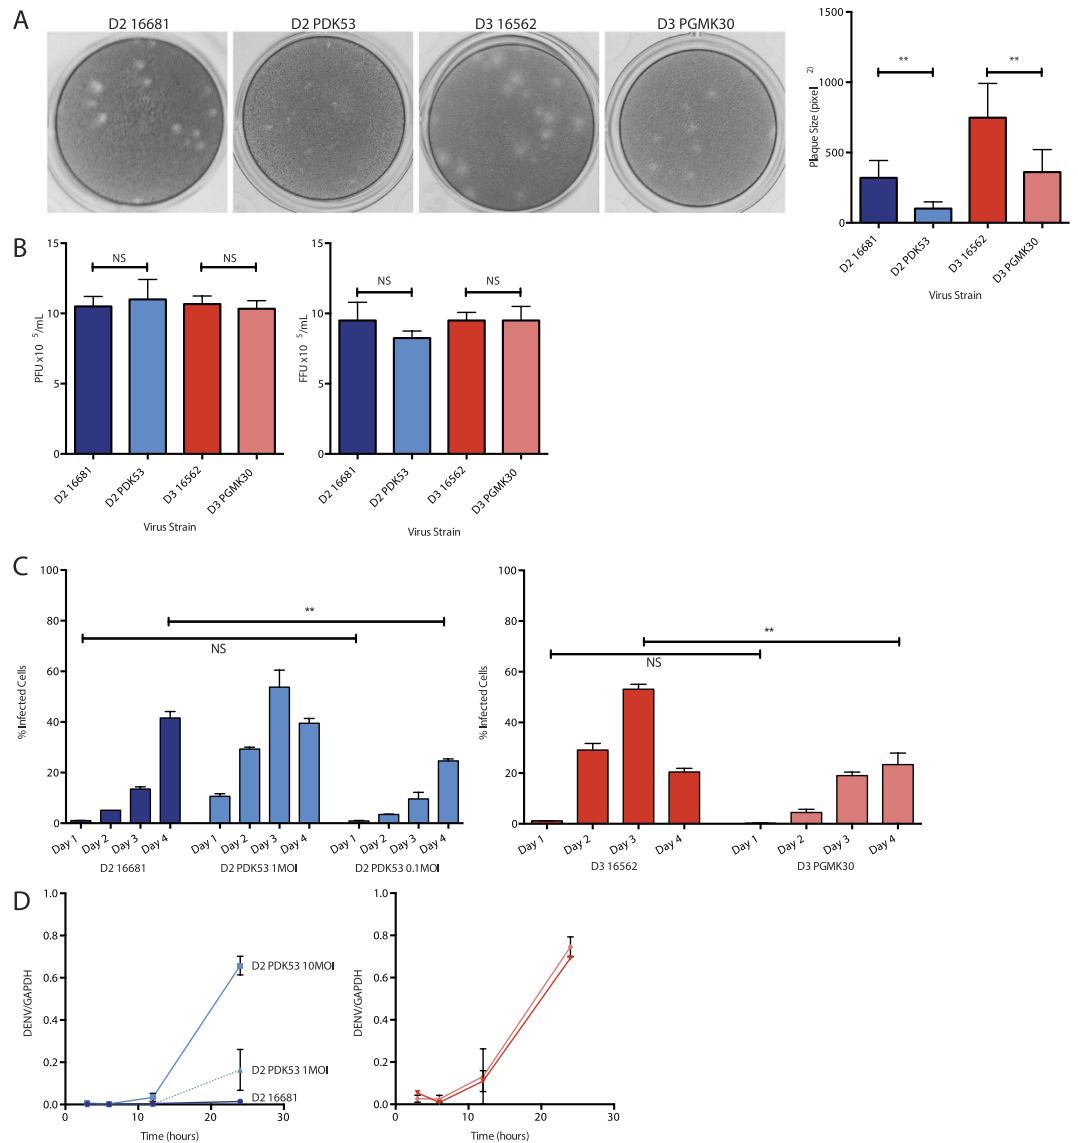 A
D2 16681
D2 PDK53
D3 16562
D3 PGMK30
Plaque Size (pixel 2)
1500
1000
500
0
**
**
D2 16681
D2 PDK53
D3 16562
D3 PGMK30
Virus Strain
B
PFU x10 5/mL
15
10
5
0
NS
NS
D2 16681
D2 PDK53
D3 16562
D3 PGMK30
Virus Strain
FFU x10 5/mL
15
10
5
0
NS
NS
D2 16681
D2 PDK53
D3 16562
D3 PGMK30
Virus Strain
C
% Infected Cells
100
80
60
40
20
0
**
NS
Day 1
Day 2
Day 3
Day 4
Day 1
Day 2
Day 3
Day 4
Day 1
Day 2
Day 3
Day 4
D2 16681
D2 PDK53 1MOI
D2 PDK53 0.1MOI
% Infected Cells
100
80
60
40
20
0
**
NS
Day 1
Day 2
Day 3
Day 4
Day 1
Day 2
Day 3
Day 4
D3 16562
D3 PGMK30
D
DENV/GAPDH
1.0
0.8
0.6
0.4
0.2
0.0
D2 PDK53 10MOI
D2 PDK53 1MOI
D2 16681
0
10
20
30
Time (hours)
DENV/GAPDH
1.0
0.8
0.6
0.4
0.2
0.0
0
10
20
30
Time (hours)